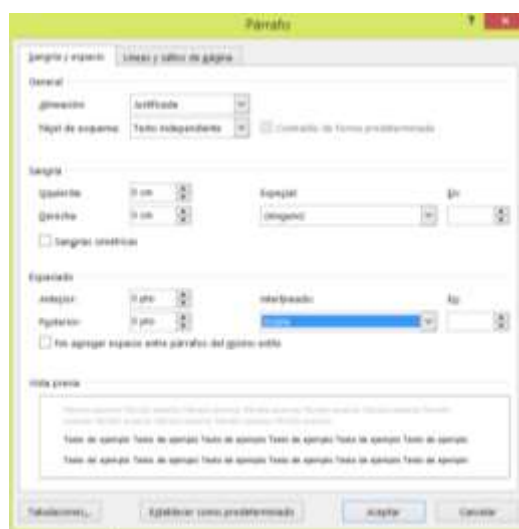 Párrafo
?
Sangría y espacio Líneas y saltos de página
General
Alineación: Justificada
Nivel de esquema: Texto independiente Contraído de forma predeterminada
Sangría
Izquierda: 0 cm Especial: En:
Derecha: 0 cm (ninguna)
Sangrías simétricas
Espaciado
Anterior: 0 pto Interlineado: En:
Posterior: 0 pto
No agregar espacio entre párrafos del mismo estilo
Vista previa
Texto de ejemplo Texto de ejemplo Texto de ejemplo Texto de ejemplo Texto de ejemplo Texto de ejemplo
Texto de ejemplo Texto de ejemplo Texto de ejemplo Texto de ejemplo Texto de ejemplo Texto de ejemplo
Tabulaciones... Establecer como predeterminado Aceptar Cancelar